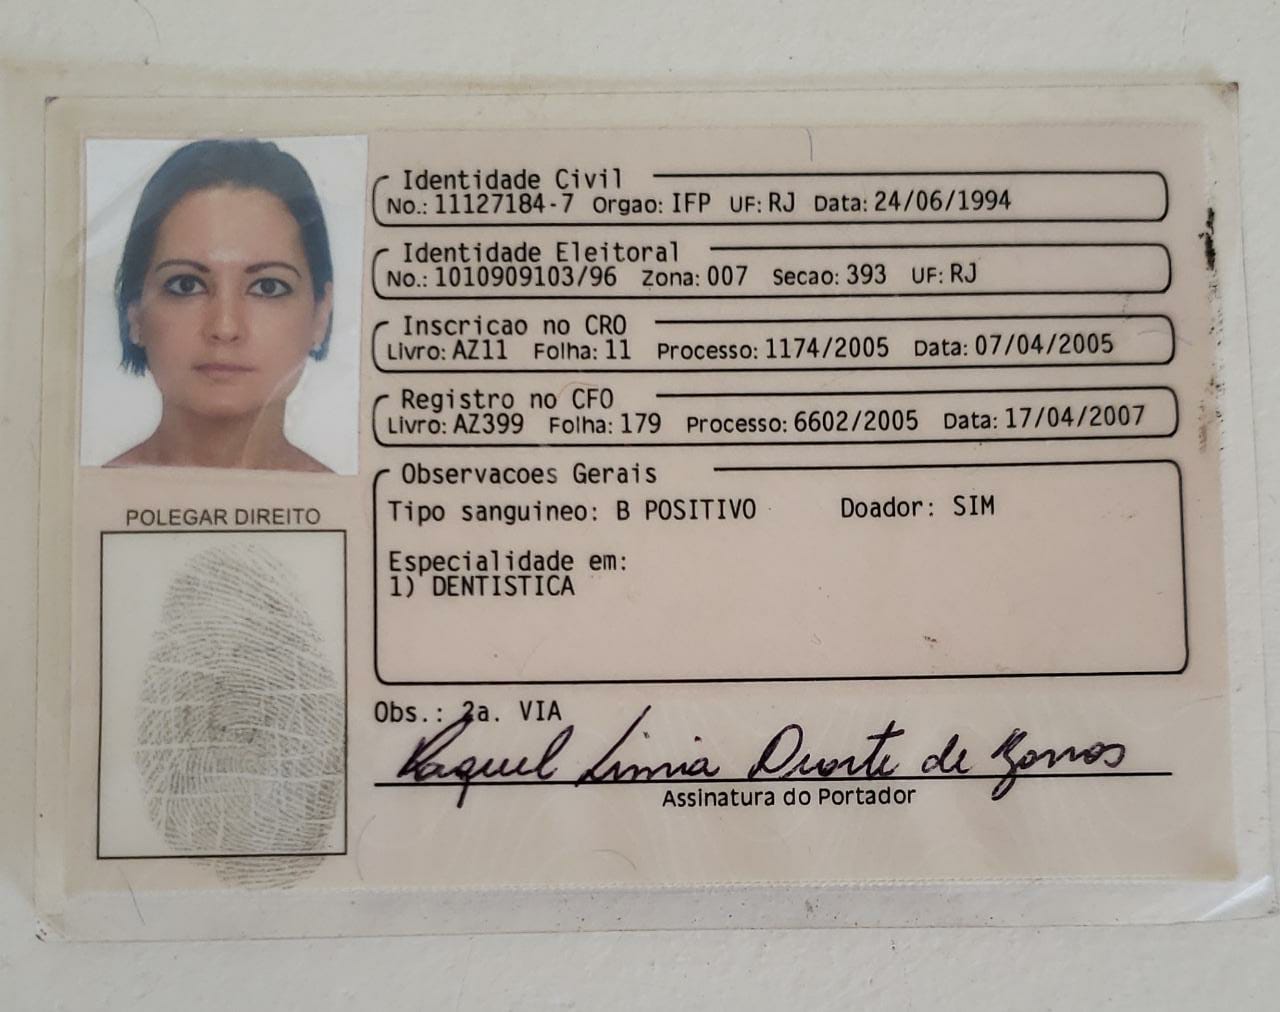 Identidade Civil
No.: 11127184-7 Orgao: IFP UF: RJ Data: 24/06/1994
Identidade Eleitoral
No.: 1010909103/96 Zona: 007 Secao: 393 UF: RJ
Inscricao no CRO
Livro: AZ11 Folha: 11 Processo: 1174/2005 Data: 07/04/2005
Registro no CFO
Livro: AZ399 Folha: 179 Processo: 6602/2005 Data: 17/04/2007
Observacoes Gerais
Tipo sanguineo: B POSITIVO Doador: SIM
Especialidade em:
1) DENTISTICA
POLEGAR DIREITO
Obs.: 2a. VIA
Raquel Duarte de
Assinatura do Portador